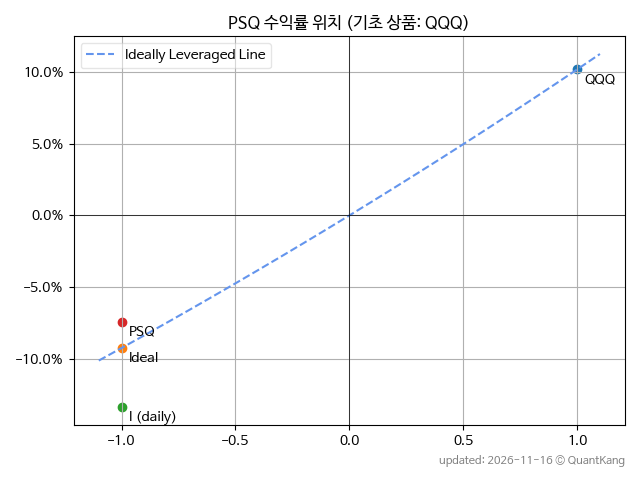 PSQ 수익률 위치 (기초 상품: QQQ)
Ideally Leveraged Line
10.0%
QQQ
5.0%
0.0%
−5.0%
PSQ
−10.0%
Ideal
I (daily)
−1.0
−0.5
0.0
0.5
1.0
updated: 2026-11-16 © QuantKang